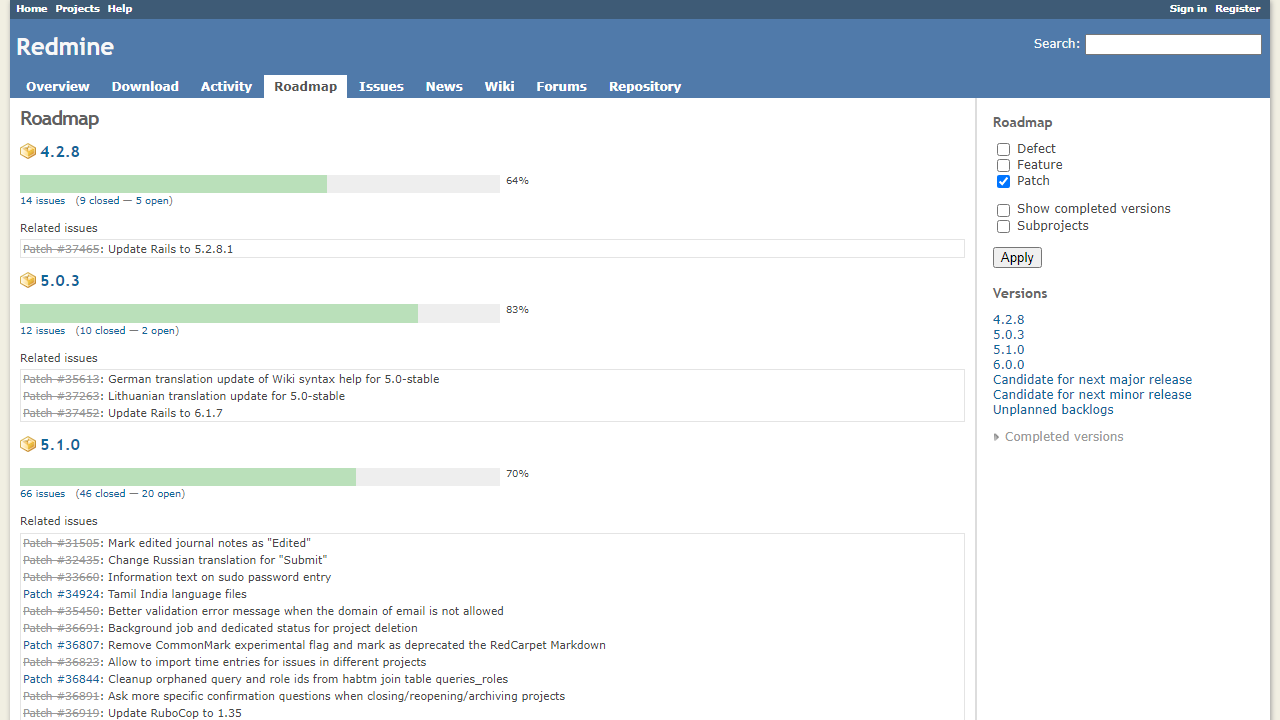 Home Projects Help Sign in Register
Redmine
Search:
Overview Download Activity Roadmap Issues News Wiki Forums Repository
Roadmap
4.2.8
64%
14 issues (9 closed — 5 open)
Related issues
Patch #37465: Update Rails to 5.2.8.1
5.0.3
83%
12 issues (10 closed — 2 open)
Related issues
Patch #35613: German translation update of Wiki syntax help for 5.0-stable
Patch #37263: Lithuanian translation update for 5.0-stable
Patch #37452: Update Rails to 6.1.7
5.1.0
70%
66 issues (46 closed — 20 open)
Related issues
Patch #31505: Mark edited journal notes as "Edited"
Patch #32435: Change Russian translation for "Submit"
Patch #33660: Information text on sudo password entry
Patch #34924: Tamil India language files
Patch #35450: Better validation error message when the domain of email is not allowed
Patch #36691: Background job and dedicated status for project deletion
Patch #36807: Remove CommonMark experimental flag and mark as deprecated the RedCarpet Markdown
Patch #36823: Allow to import time entries for issues in different projects
Patch #36844: Cleanup orphaned query and role ids from habtm join table queries_roles
Patch #36891: Ask more specific confirmation questions when closing/reopening/archiving projects
Patch #36919: Update RuboCop to 1.35
Roadmap
Defect
Feature
Patch
Show completed versions
Subprojects
Apply
Versions
4.2.8
5.0.3
5.1.0
6.0.0
Candidate for next major release
Candidate for next minor release
Unplanned backlogs
Completed versions